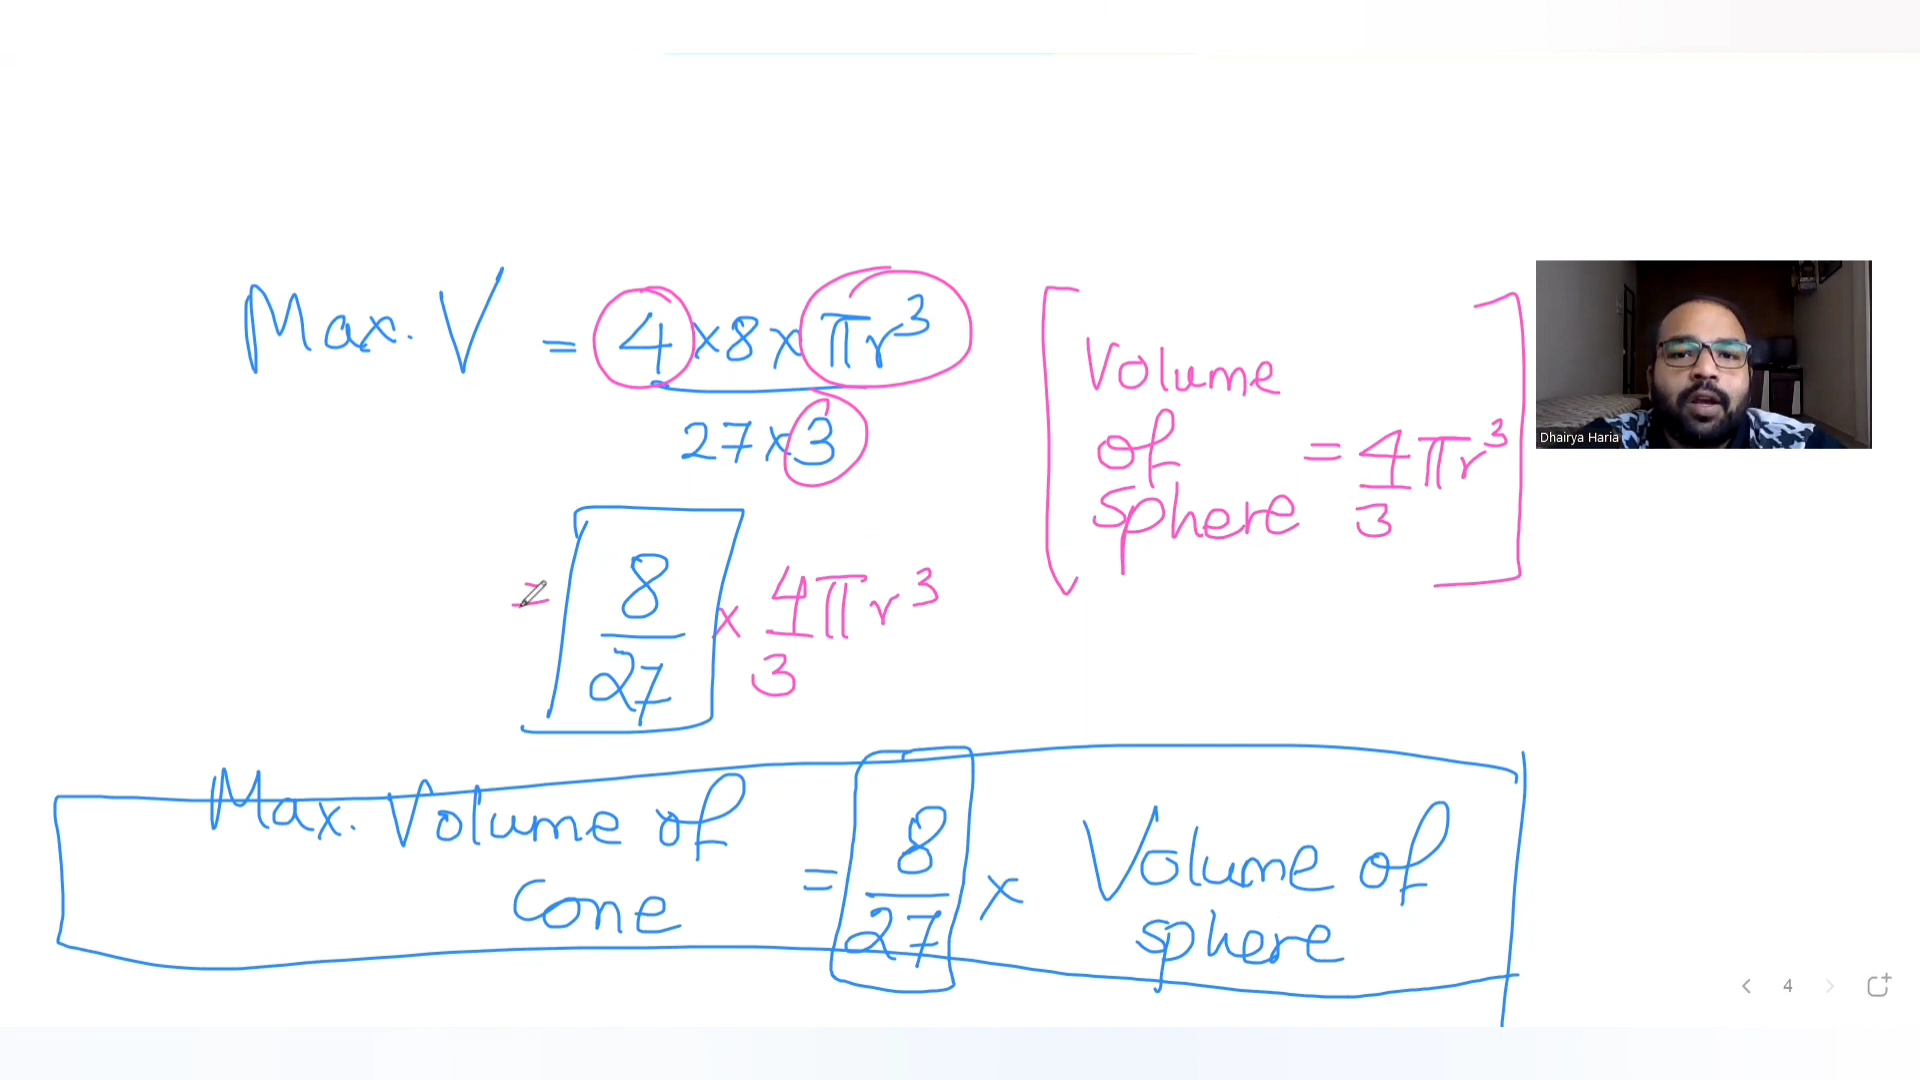 Max. V = 4×8×πr³
27×3
Volume
of
sphere = 4πr³
3
Dhairya Haria
= 8 × 4πr³
27 3
Max. Volume of
cone
= 8 × 
27
Volume of
sphere
4